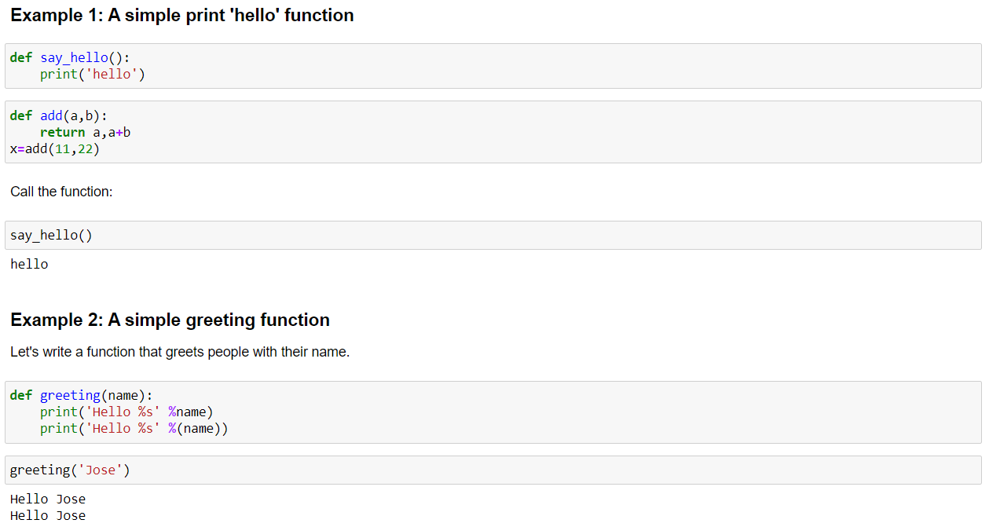 Example 1: A simple print 'hello' function
def say_hello():
    print('hello')
def add(a,b):
    return a,a+b
x=add(11,22)
Call the function:
say_hello()
hello
Example 2: A simple greeting function
Let's write a function that greets people with their name.
def greeting(name):
    print('Hello %s' %name)
    print('Hello %s' %(name))
greeting('Jose')
Hello Jose
Hello Jose